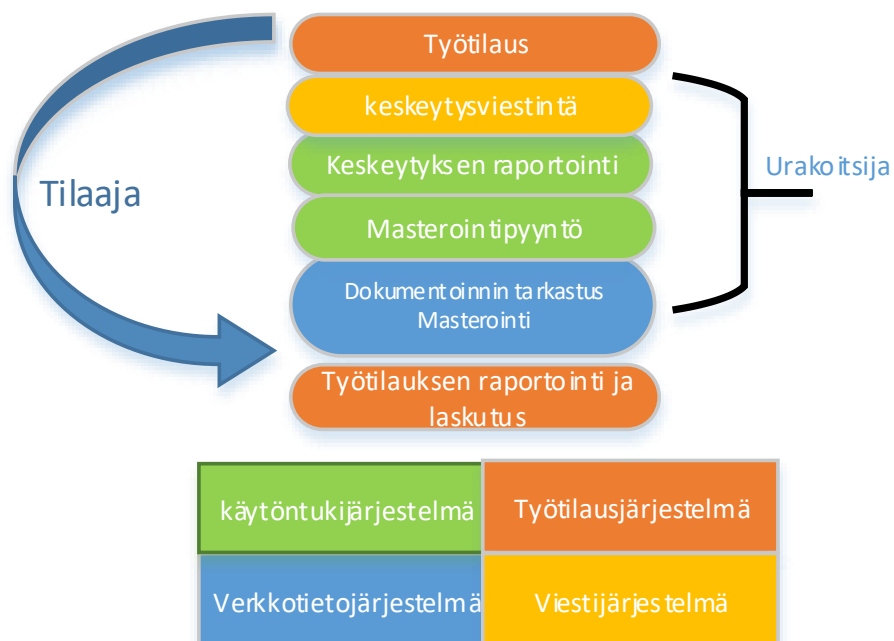 Työtilaus
keskeytysviestintä
Keskeytyksen raportointi
Urakoitsija
Tilaaja
Masterointipyyntö
Dokumentoinnin tarkastus
Masterointi
Työtilauksen raportointi ja
laskutus
käytöntukijärjestelmä
Työtilausjärjestelmä
Verkkotietojärjestelmä
Viestijärjestelmä